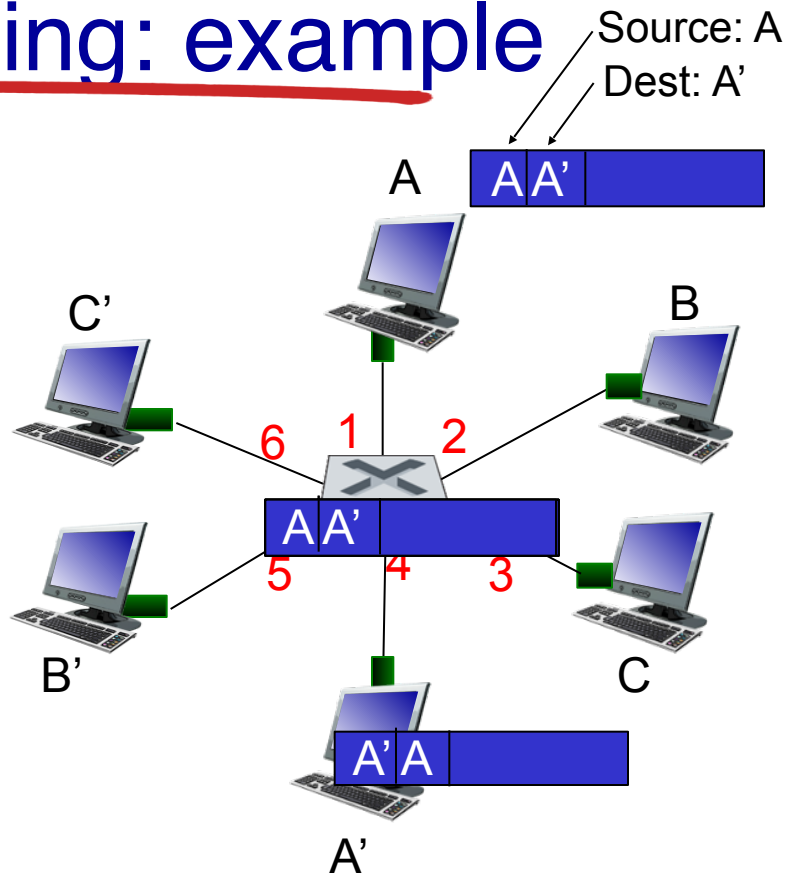 ing: example
Source: A
Dest: A’
A
A A’
C’
B
6 1 2
A A’
5 4 3
B’
C
A’ A
A’